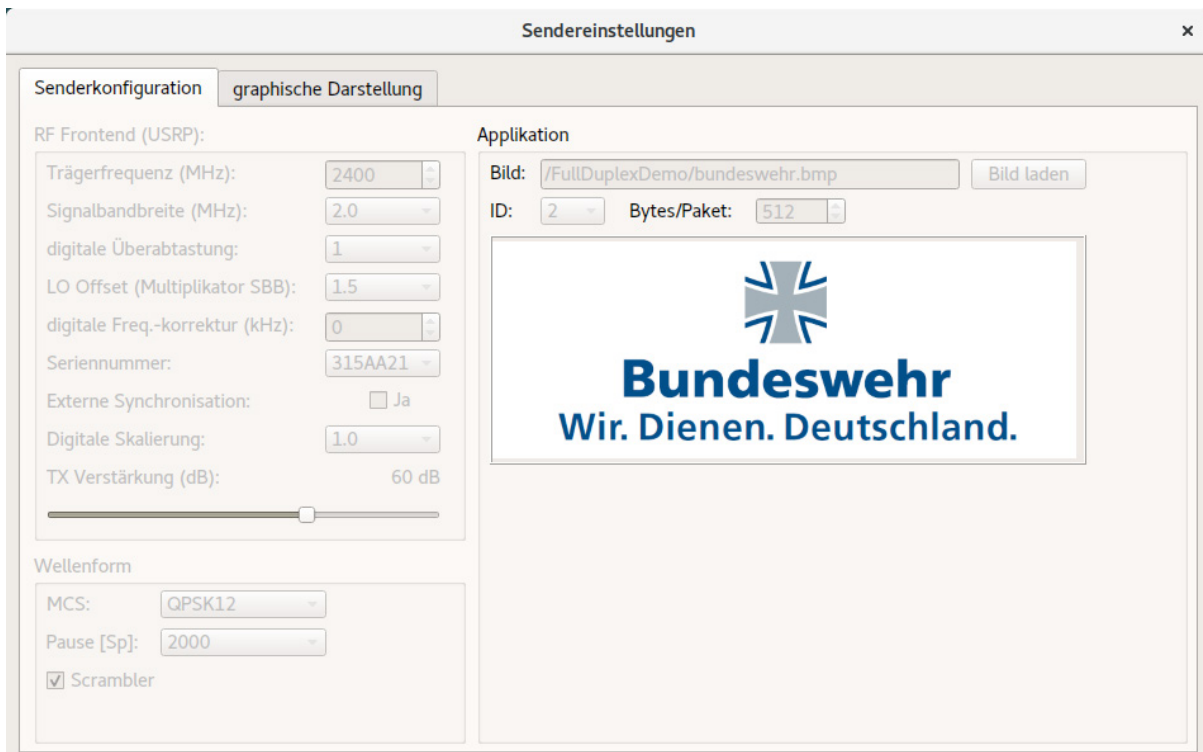 Sendereinstellungen
×
Senderkonfiguration
graphische Darstellung
RF Frontend (USRP):
Trägerfrequenz (MHz): 2400
Signalbandbreite (MHz): 2.0
digitale Überabtastung: 1
LO Offset (Multiplikator SBB): 1.5
digitale Freq.-korrektur (kHz): 0
Seriennummer: 315AA21
Externe Synchronisation: Ja
Digitale Skalierung: 1.0
TX Verstärkung (dB): 60 dB
Wellenform
MCS: QPSK12
Pause [Sp]: 2000
Scrambler
Applikation
Bild: /FullDuplexDemo/bundeswehr.bmp Bild laden
ID: 2 Bytes/Paket: 512
Bundeswehr
Wir. Dienen. Deutschland.